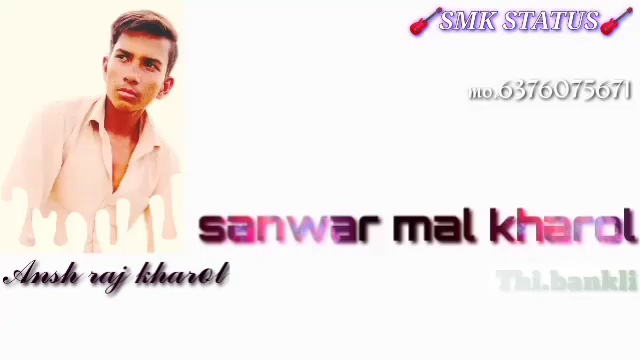 🎸SMK STATUS🎸
mo.6376075671
sanwar mal kharol
Ansh raj kharol
Thi.bankli